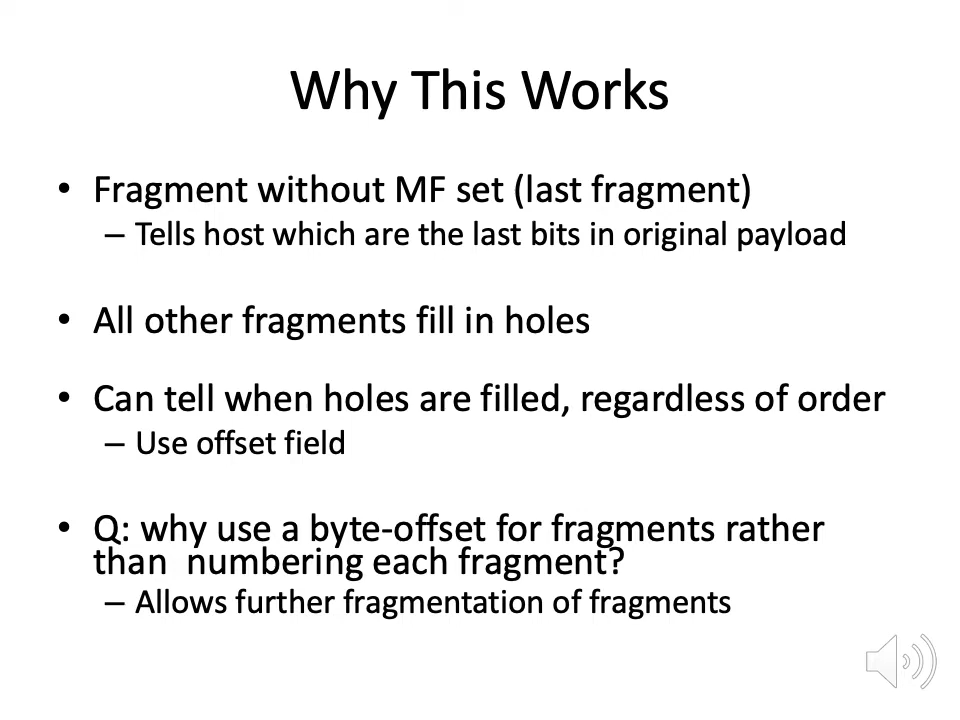 Why This Works
• Fragment without MF set (last fragment)
– Tells host which are the last bits in original payload
• All other fragments fill in holes
• Can tell when holes are filled, regardless of order
– Use offset field
• Q: why use a byte-offset for fragments rather
than  numbering each fragment?
– Allows further fragmentation of fragments